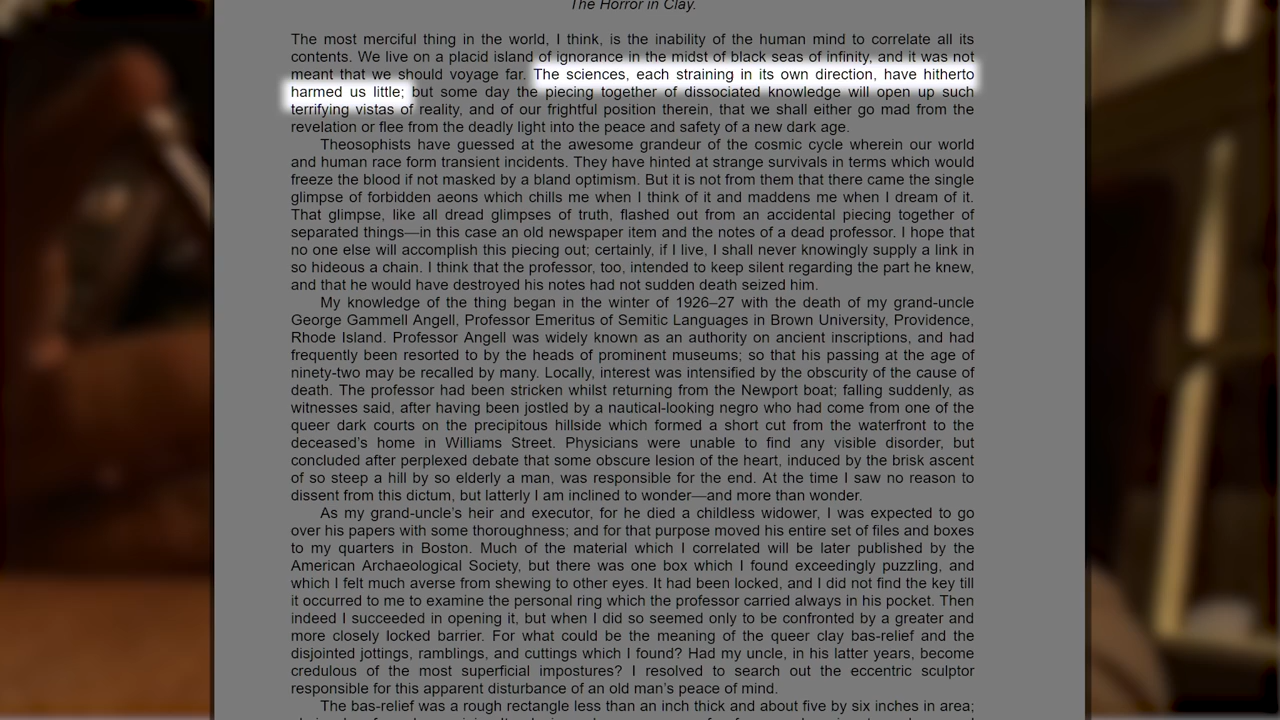 The Horror in Clay.
The most merciful thing in the world, I think, is the inability of the human mind to correlate all its
contents. We live on a placid island of ignorance in the midst of black seas of infinity, and it was not
meant that we should voyage far. The sciences, each straining in its own direction, have hitherto
harmed us little; but some day the piecing together of dissociated knowledge will open up such
terrifying vistas of reality, and of our frightful position therein, that we shall either go mad from the
revelation or flee from the deadly light into the peace and safety of a new dark age.
Theosophists have guessed at the awesome grandeur of the cosmic cycle wherein our world
and human race form transient incidents. They have hinted at strange survivals in terms which would
freeze the blood if not masked by a bland optimism. But it is not from them that there came the single
glimpse of forbidden aeons which chills me when I think of it and maddens me when I dream of it.
That glimpse, like all dread glimpses of truth, flashed out from an accidental piecing together of
separated things—in this case an old newspaper item and the notes of a dead professor. I hope that
no one else will accomplish this piecing out; certainly, if I live, I shall never knowingly supply a link in
so hideous a chain. I think that the professor, too, intended to keep silent regarding the part he knew,
and that he would have destroyed his notes had not sudden death seized him.
My knowledge of the thing began in the winter of 1926–27 with the death of my grand-uncle
George Gammell Angell, Professor Emeritus of Semitic Languages in Brown University, Providence,
Rhode Island. Professor Angell was widely known as an authority on ancient inscriptions, and had
frequently been resorted to by the heads of prominent museums; so that his passing at the age of
ninety-two may be recalled by many. Locally, interest was intensified by the obscurity of the cause of
death. The professor had been stricken whilst returning from the Newport boat; falling suddenly, as
witnesses said, after having been jostled by a nautical-looking negro who had come from one of the
queer dark courts on the precipitous hillside which formed a short cut from the waterfront to the
deceased's home in Williams Street. Physicians were unable to find any visible disorder, but
concluded after perplexed debate that some obscure lesion of the heart, induced by the brisk ascent
of so steep a hill by so elderly a man, was responsible for the end. At the time I saw no reason to
dissent from this dictum, but latterly I am inclined to wonder—and more than wonder.
As my grand-uncle's heir and executor, for he died a childless widower, I was expected to go
over his papers with some thoroughness; and for that purpose moved his entire set of files and boxes
to my quarters in Boston. Much of the material which I correlated will be later published by the
American Archaeological Society, but there was one box which I found exceedingly puzzling, and
which I felt much averse from shewing to other eyes. It had been locked, and I did not find the key till
it occurred to me to examine the personal ring which the professor carried always in his pocket. Then
indeed I succeeded in opening it, but when I did so seemed only to be confronted by a greater and
more closely locked barrier. For what could be the meaning of the queer clay bas-relief and the
disjointed jottings, ramblings, and cuttings which I found? Had my uncle, in his latter years, become
credulous of the most superficial impostures? I resolved to search out the eccentric sculptor
responsible for this apparent disturbance of an old man's peace of mind.
The bas-relief was a rough rectangle less than an inch thick and about five by six inches in area;